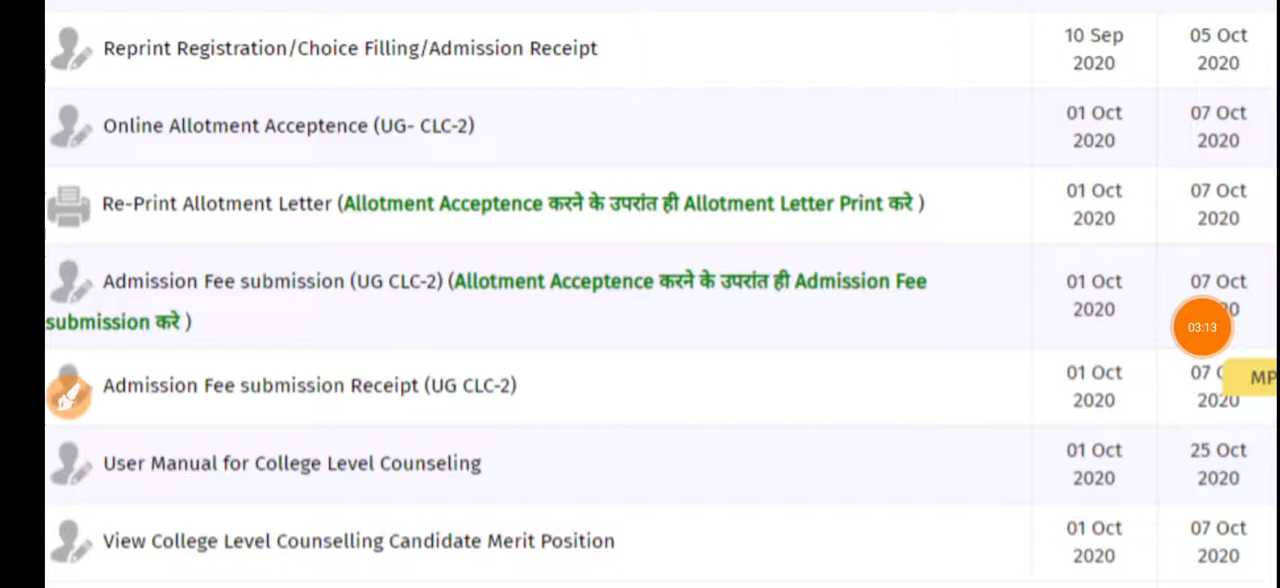 Reprint Registration/Choice Filling/Admission Receipt
10 Sep 2020
05 Oct 2020
Online Allotment Acceptence (UG- CLC-2)
01 Oct 2020
07 Oct 2020
Re-Print Allotment Letter (Allotment Acceptence करने के उपरांत ही Allotment Letter Print करे )
01 Oct 2020
07 Oct 2020
Admission Fee submission (UG CLC-2) (Allotment Acceptence करने के उपरांत ही Admission Fee
submission करे )
01 Oct 2020
07 Oct
03:13
Admission Fee submission Receipt (UG CLC-2)
01 Oct 2020
07
2020
MP
User Manual for College Level Counseling
01 Oct 2020
25 Oct 2020
View College Level Counselling Candidate Merit Position
01 Oct 2020
07 Oct 2020